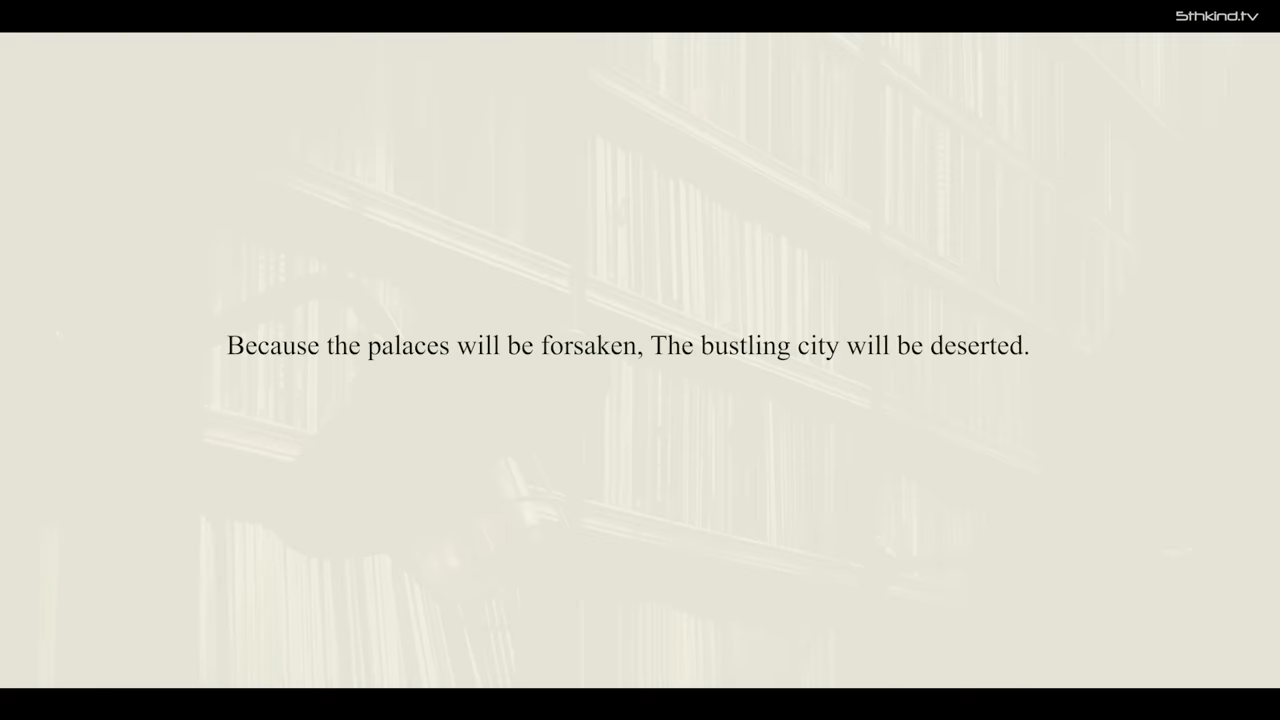 5thkind.tv
Because the palaces will be forsaken, The bustling city will be deserted.